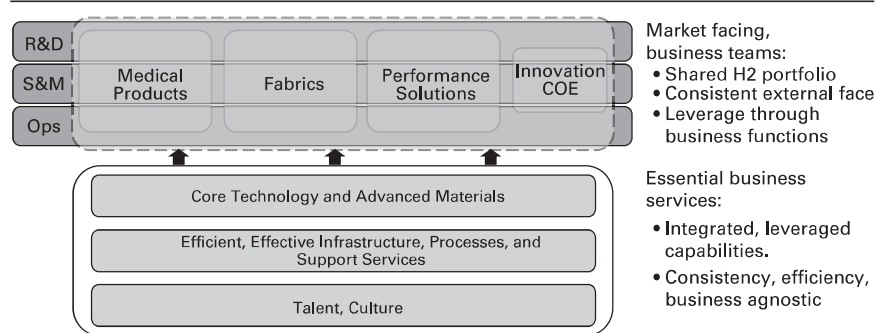 R&D
S&M
Ops
Medical
Products
Fabrics
Performance
Solutions
Innovation
COE
Market facing,
business teams:
• Shared H2 portfolio
• Consistent external face
• Leverage through
business functions
Core Technology and Advanced Materials
Efficient, Effective Infrastructure, Processes, and
Support Services
Talent, Culture
Essential business
services:
• Integrated, leveraged
capabilities.
• Consistency, efficiency,
business agnostic